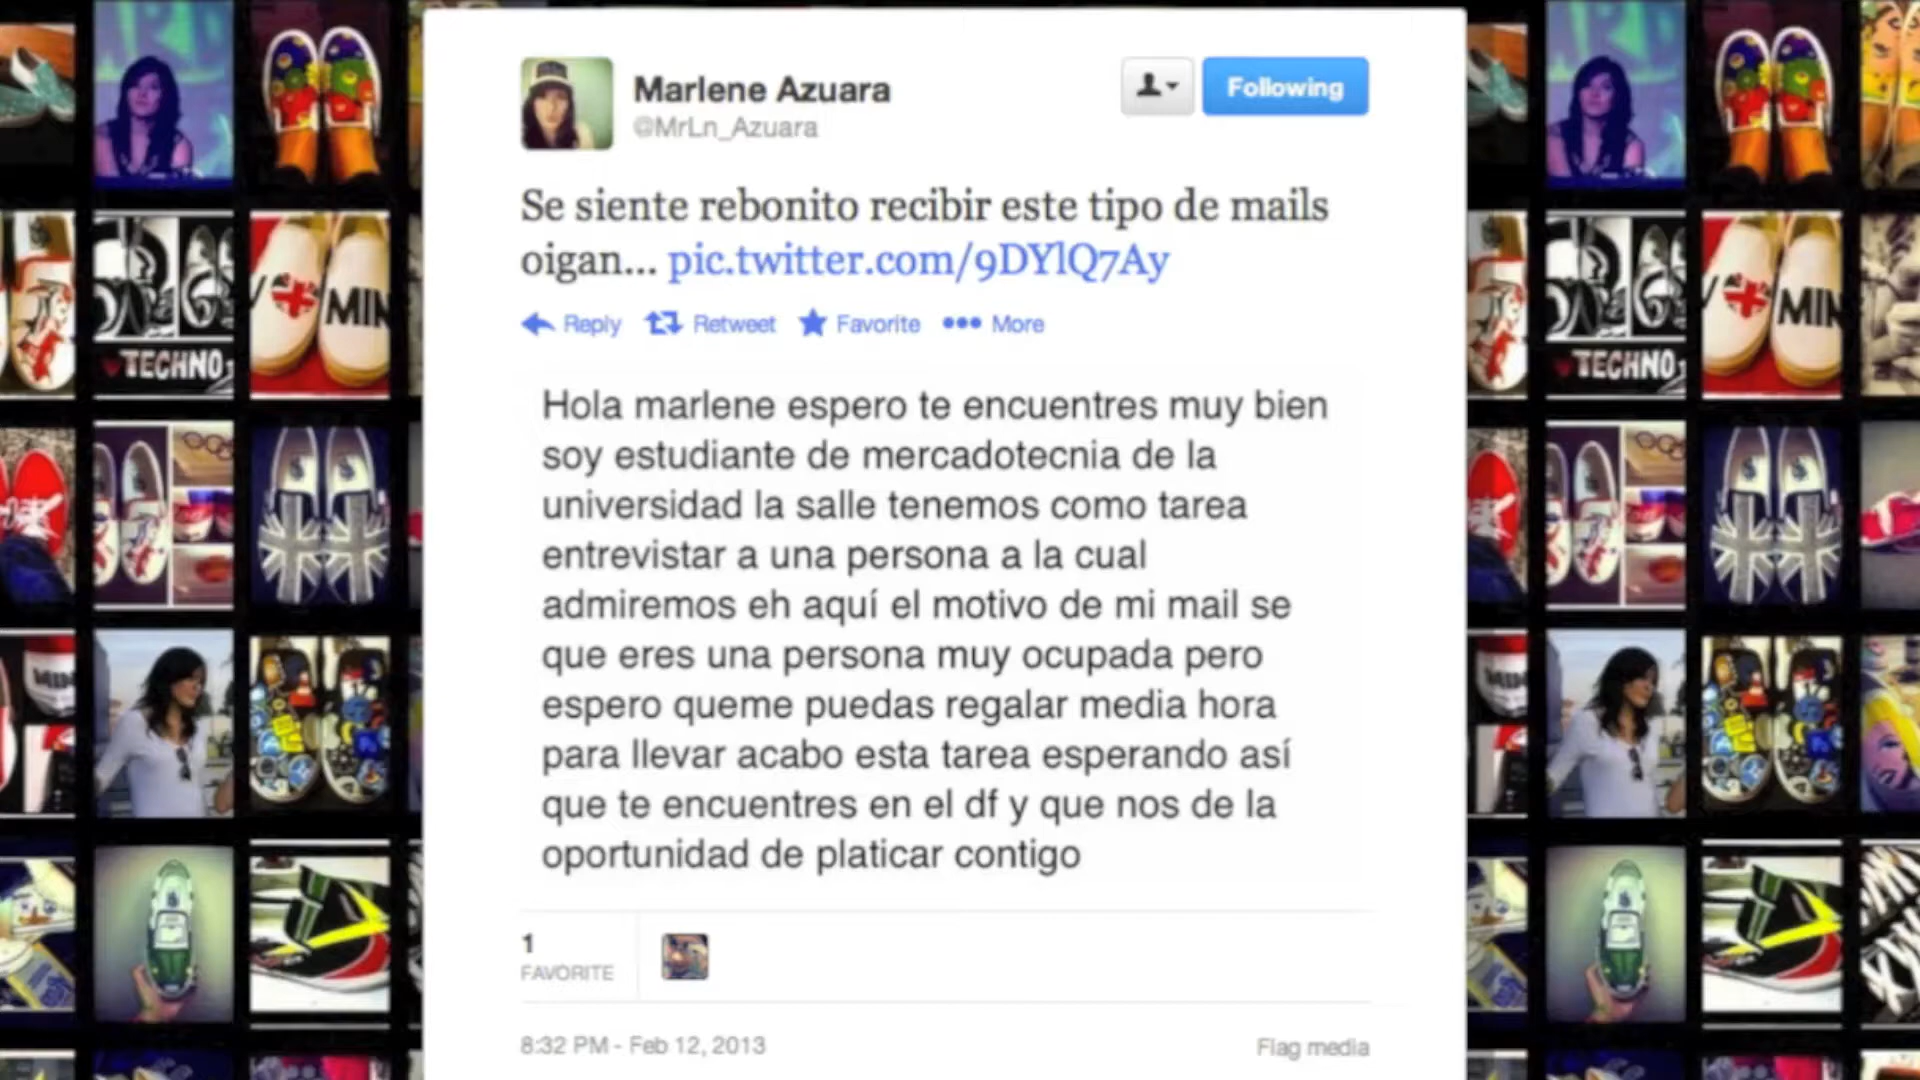 Marlene Azuara
@MrLn_Azuara
Following
Se siente rebonito recibir este tipo de mails
oigan... pic.twitter.com/9DYlQ7Ay
Reply Retweet Favorite More
Hola marlene espero te encuentres muy bien
soy estudiante de mercadotecnia de la
universidad la salle tenemos como tarea
entrevistar a una persona a la cual
admiremos eh aquí el motivo de mi mail se
que eres una persona muy ocupada pero
espero queme puedas regalar media hora
para llevar acabo esta tarea esperando así
que te encuentres en el df y que nos de la
oportunidad de platicar contigo
1
FAVORITE
8:32 PM - Feb 12, 2013
Flag media
MIN
TECHNO
MIN
TECHNO